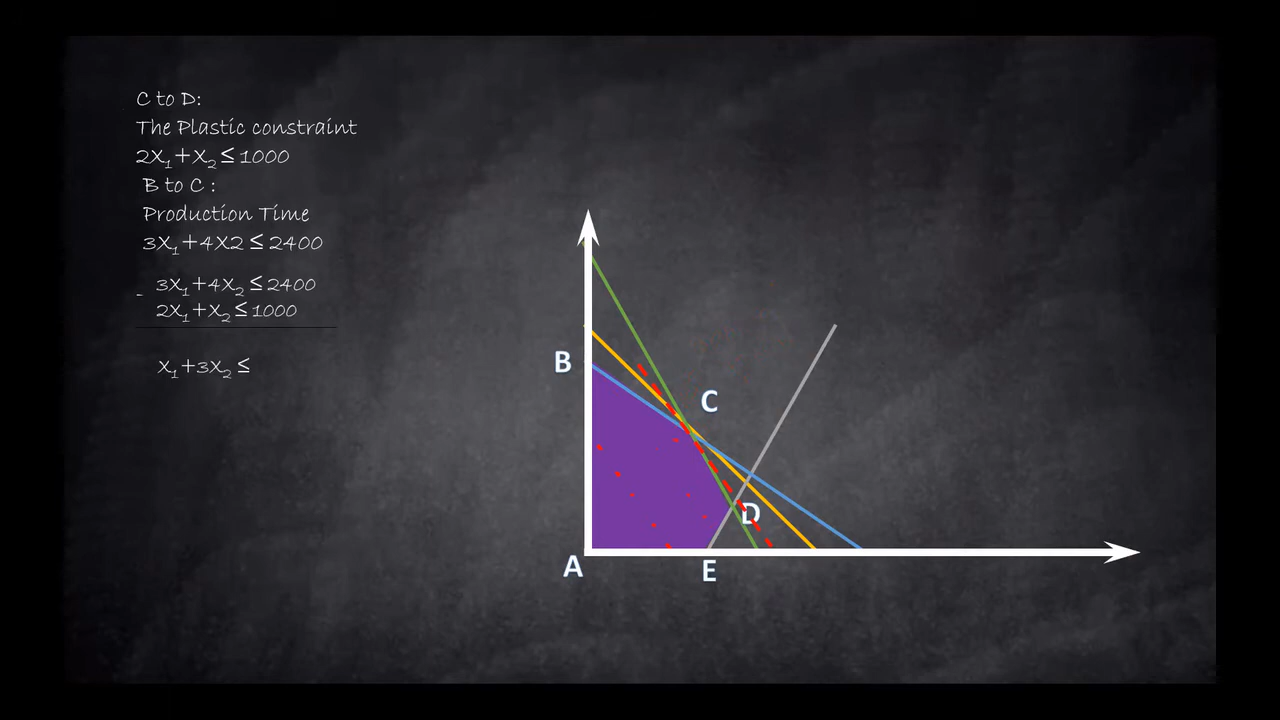 C to D:
The Plastic constraint
2X₁+X₂ ≤ 1000
B to C :
Production Time
3X₁+4X2 ≤ 2400
3X₁+4X₂ ≤ 2400
-
2X₁+X₂ ≤ 1000
X₁+3X₂ ≤
B
C
D
A
E